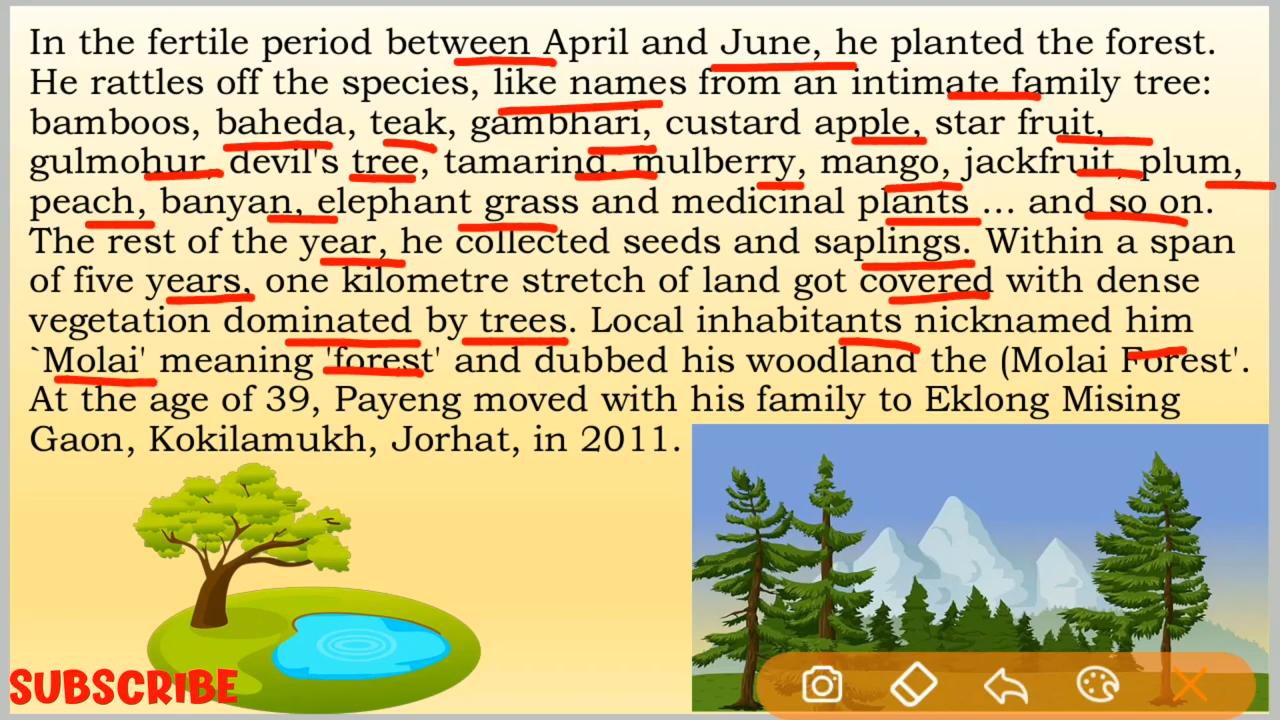 In the fertile period between April and June, he planted the forest.
He rattles off the species, like names from an intimate family tree:
bamboos, baheda, teak, gambhari, custard apple, star fruit,
gulmohur, devil's tree, tamarind, mulberry, mango, jackfruit, plum,
peach, banyan, elephant grass and medicinal plants ... and so on.
The rest of the year, he collected seeds and saplings. Within a span
of five years, one kilometre stretch of land got covered with dense
vegetation dominated by trees. Local inhabitants nicknamed him
`Molai' meaning 'forest' and dubbed his woodland the (Molai Forest'.
At the age of 39, Payeng moved with his family to Eklong Mising
Gaon, Kokilamukh, Jorhat, in 2011.
SUBSCRIBE